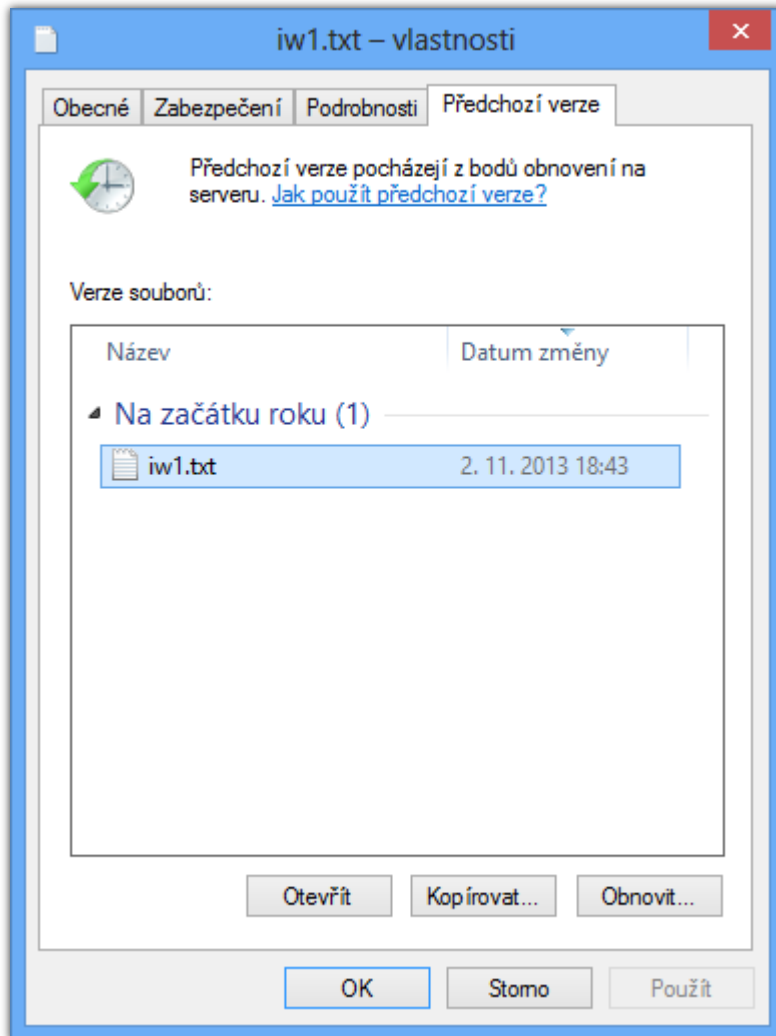 iw1.txt – vlastnosti
Obecné Zabezpečení Podrobnosti Předchozí verze
Předchozí verze pocházejí z bodů obnovení na
serveru. Jak použít předchozí verze?
Verze souborů:
Název Datum změny
Na začátku roku (1)
iw1.txt 2. 11. 2013 18:43
Otevřít Kopírovat... Obnovit...
OK Storno Použít